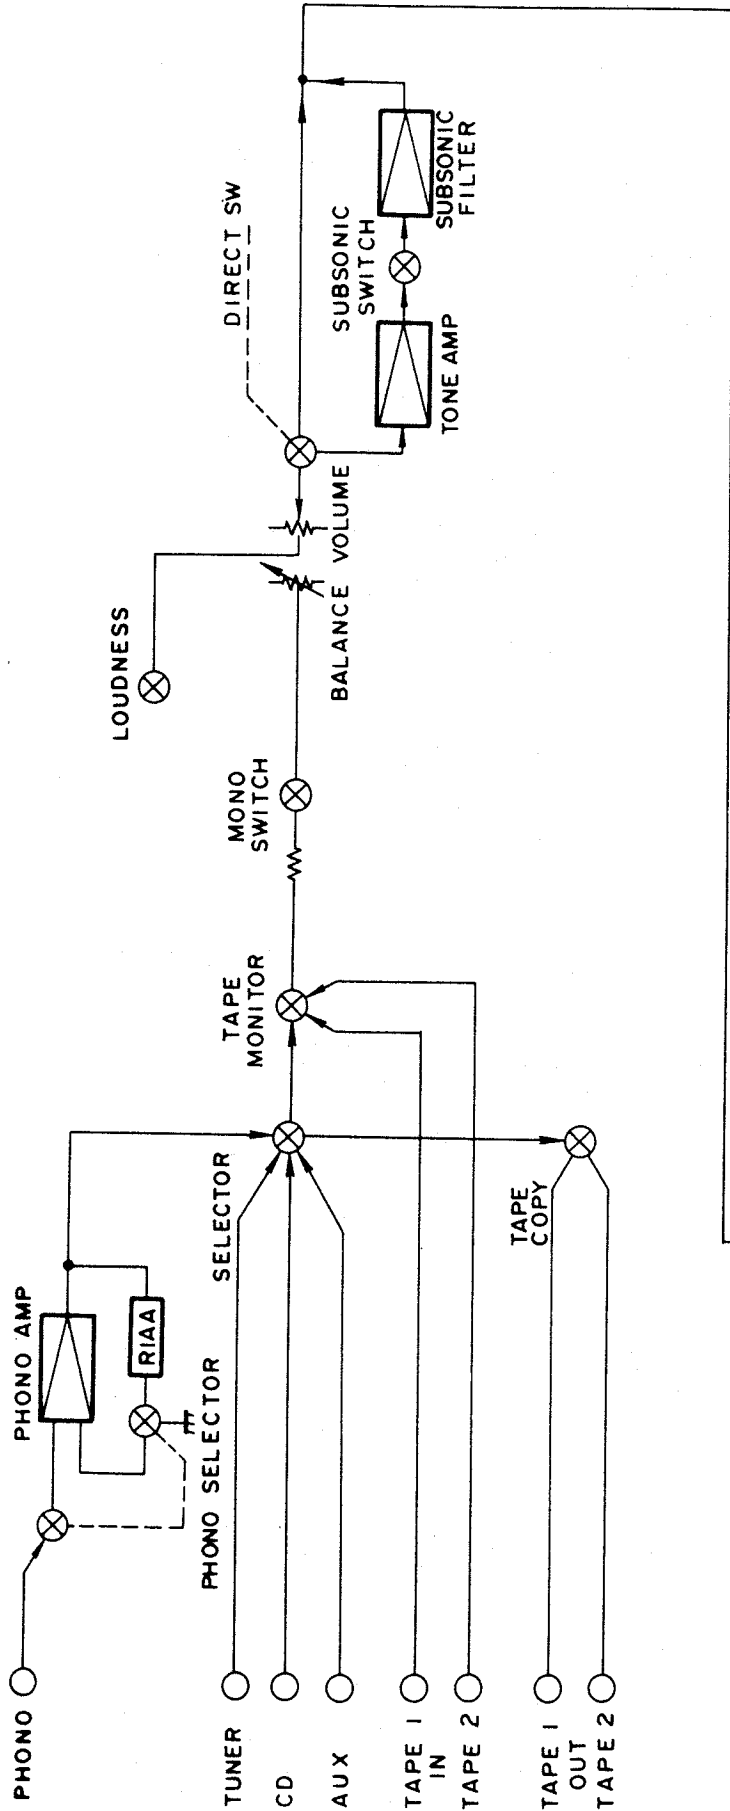 PHONO
TUNER
CD
AUX
TAPE 1
IN
TAPE 2
TAPE 1
OUT
TAPE 2
PHONO AMP
RIAA
PHONO SELECTOR
SELECTOR
TAPE
COPY
TAPE
MONITOR
MONO
SWITCH
LOUDNESS
BALANCE
VOLUME
DIRECT SW
TONE AMP
SUBSONIC
SWITCH
SUBSONIC
FILTER